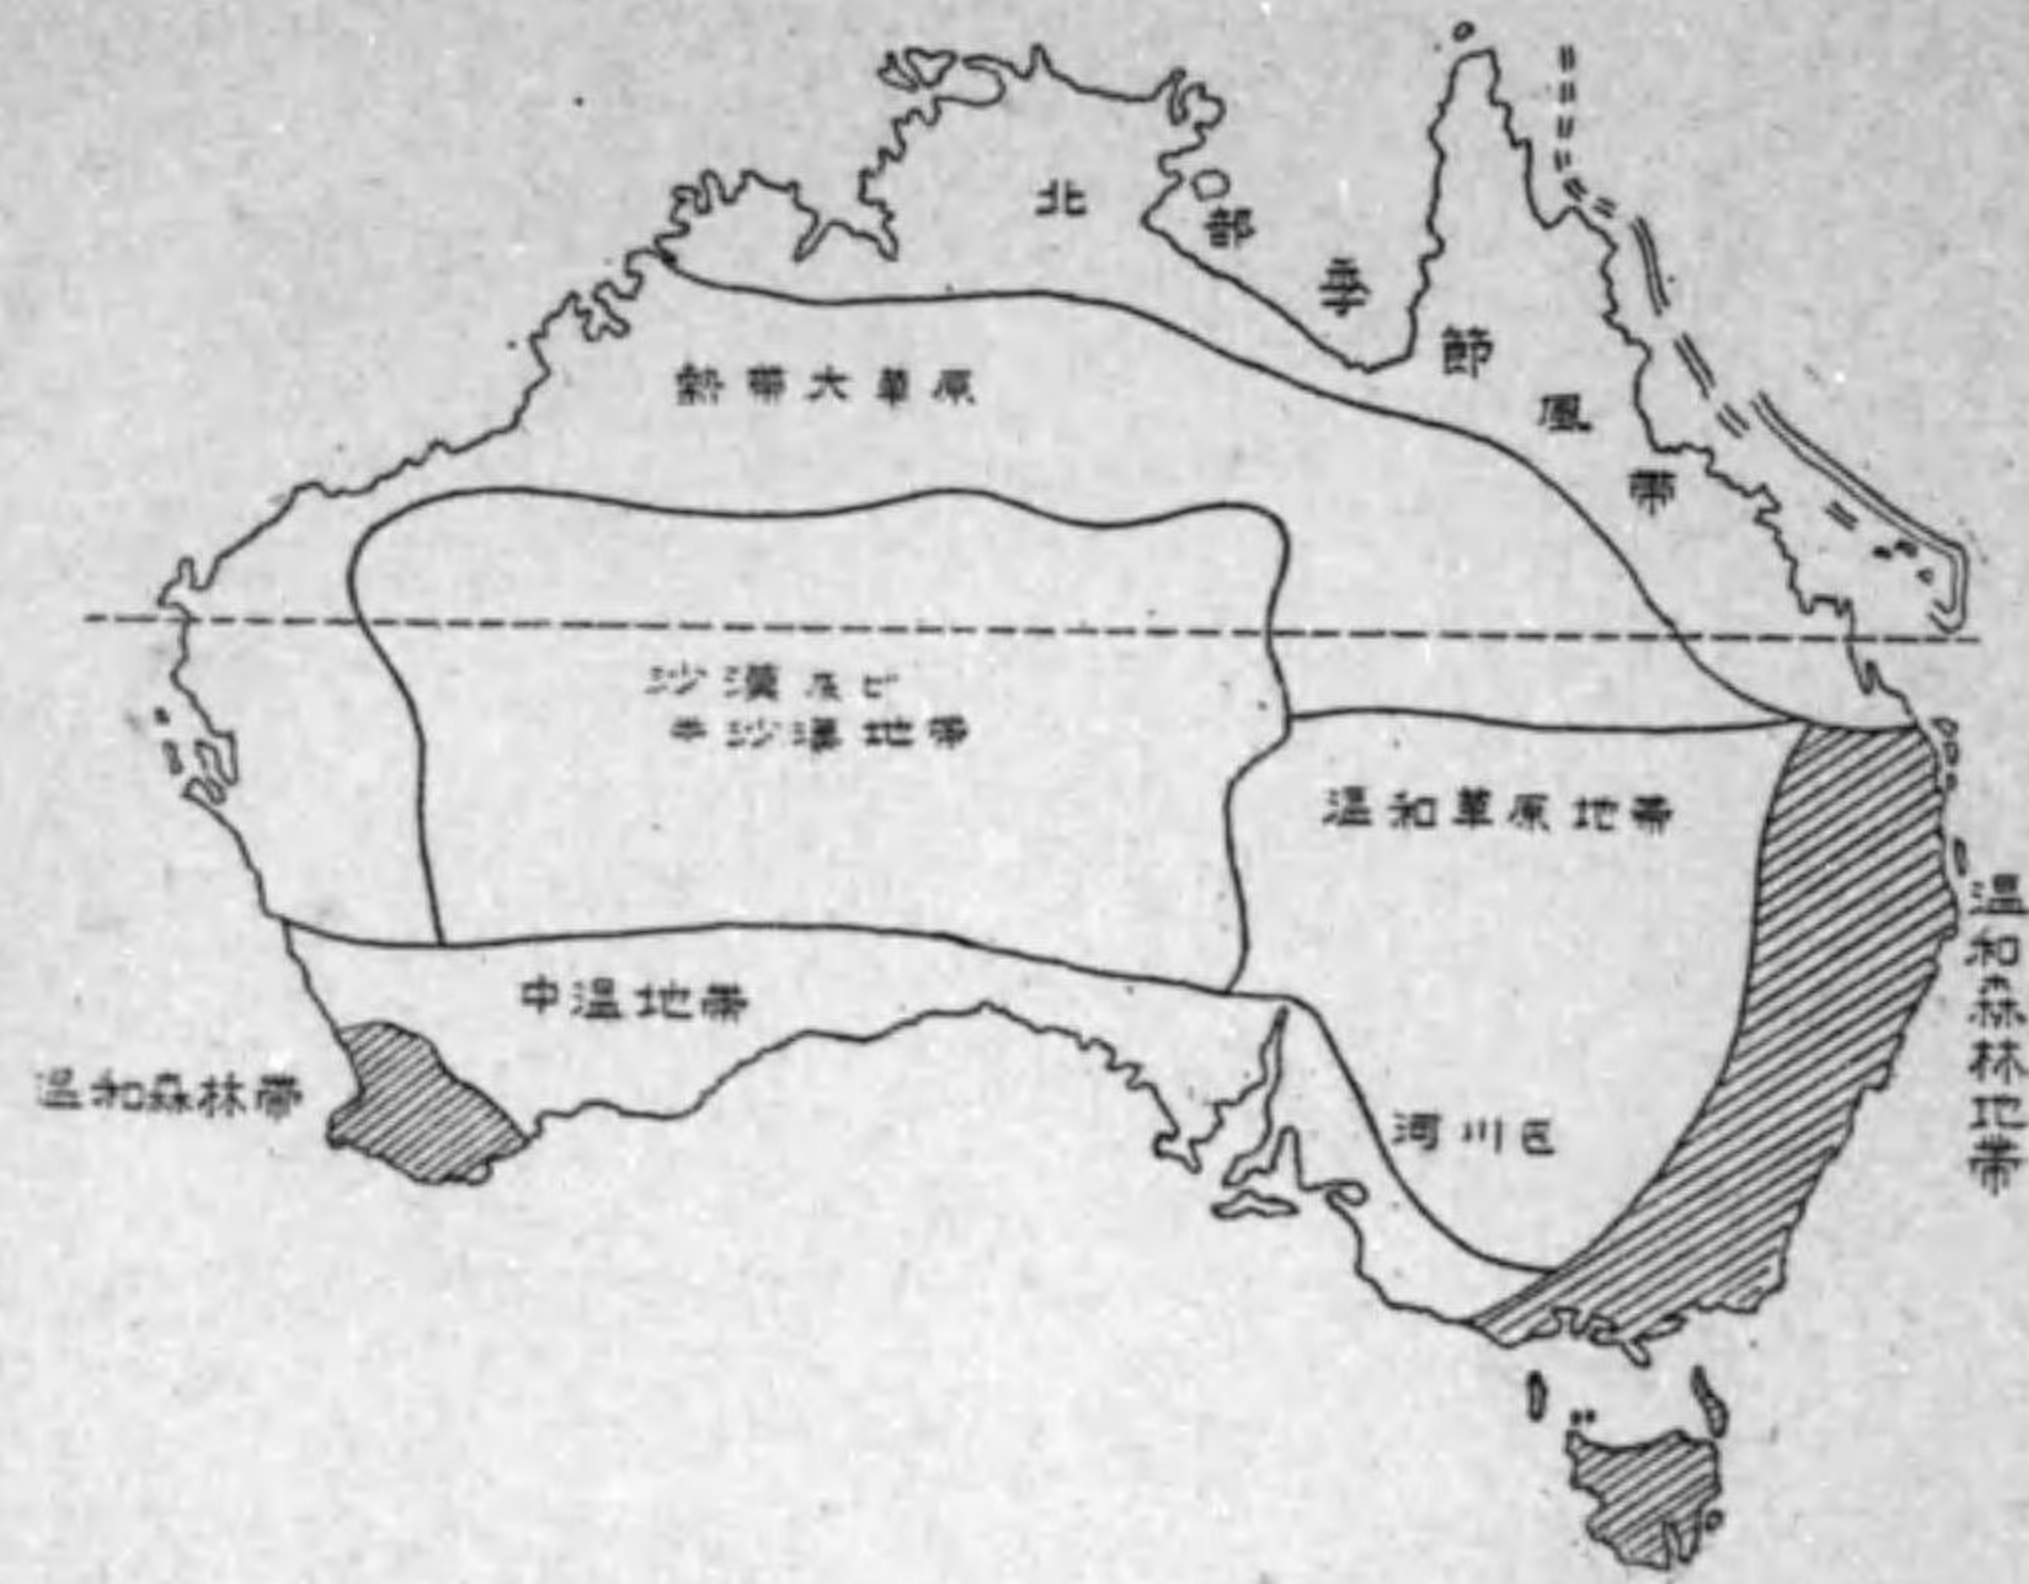 北部季節風帯
熱帯大草原
沙漠及ビ
半沙漠地帯
温和草原地帯
温和森林地帯
中温地帯
温和森林帯
河川区